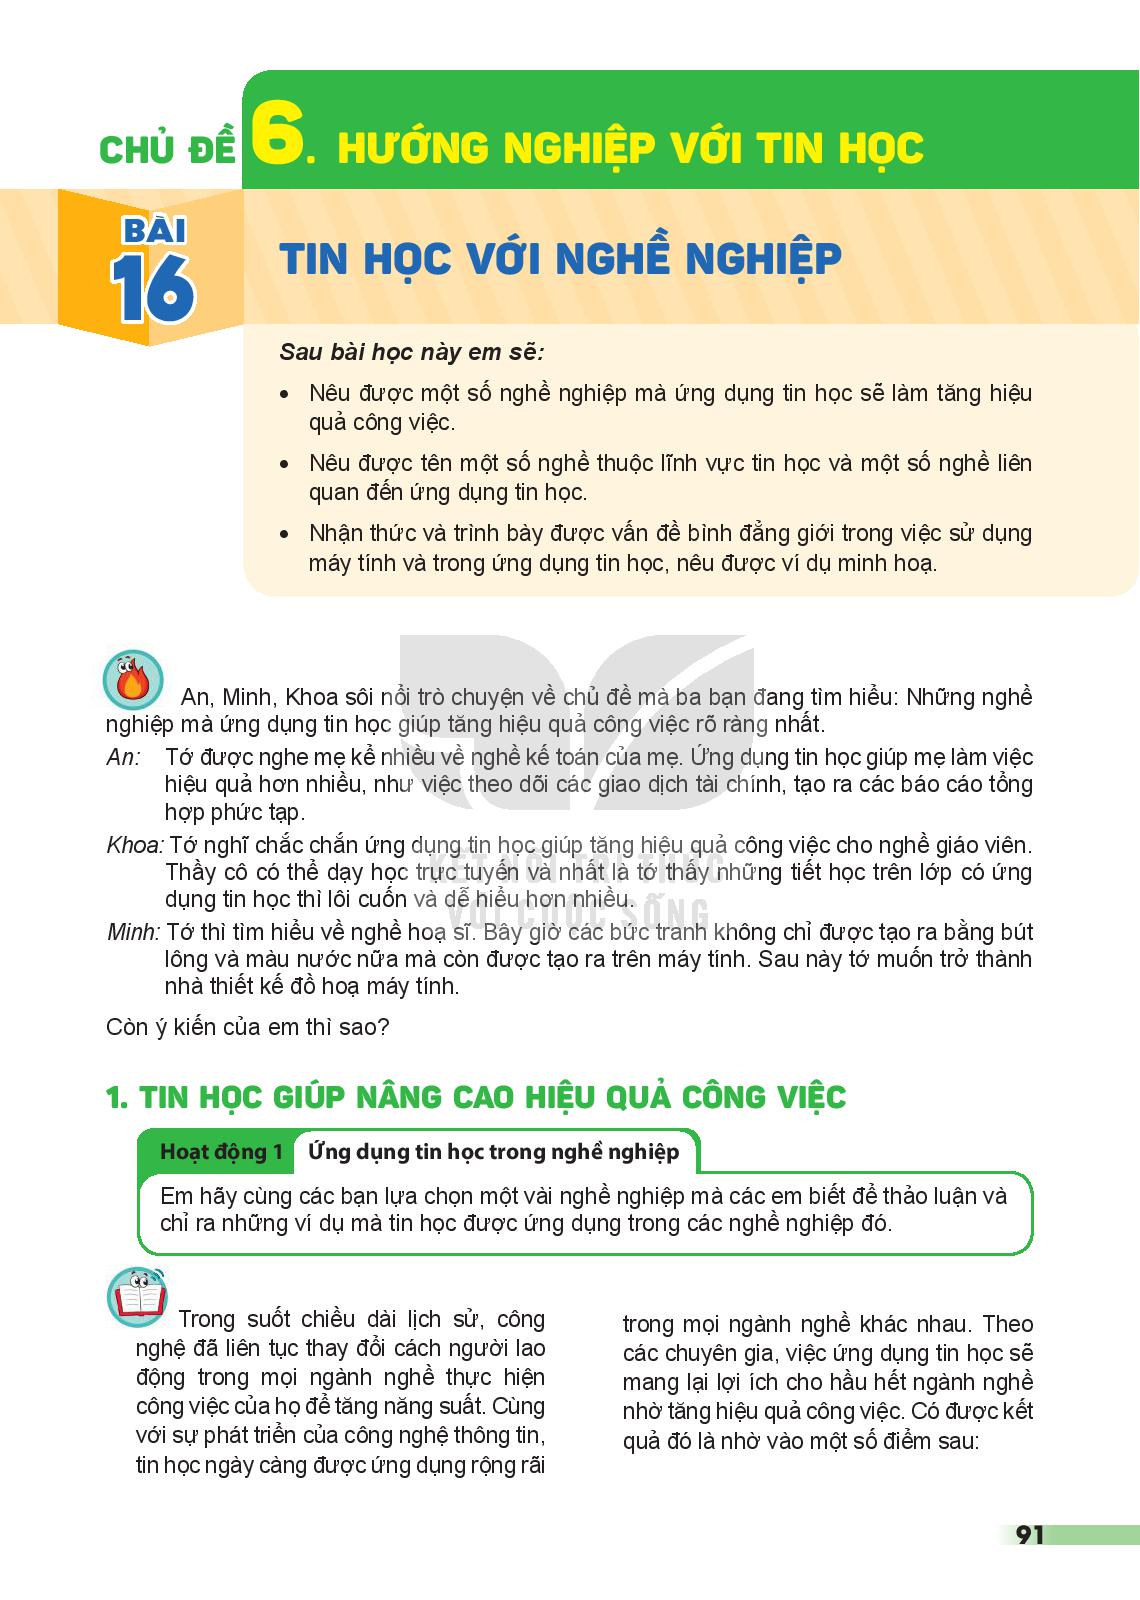 CHỦ ĐỀ 6. HƯỚNG NGHIỆP VỚI TIN HỌC
BÀI
16
TIN HỌC VỚI NGHỀ NGHIỆP
Sau bài học này em sẽ:
• Nêu được một số nghề nghiệp mà ứng dụng tin học sẽ làm tăng hiệu
quả công việc.
• Nêu được tên một số nghề thuộc lĩnh vực tin học và một số nghề liên
quan đến ứng dụng tin học.
• Nhận thức và trình bày được vấn đề bình đẳng giới trong việc sử dụng
máy tính và trong ứng dụng tin học, nêu được ví dụ minh hoạ.
An, Minh, Khoa sôi nổi trò chuyện về chủ đề mà ba bạn đang tìm hiểu: Những nghề
nghiệp mà ứng dụng tin học giúp tăng hiệu quả công việc rõ ràng nhất.
An: Tớ được nghe mẹ kể nhiều về nghề kế toán của mẹ. Ứng dụng tin học giúp mẹ làm việc
hiệu quả hơn nhiều, như việc theo dõi các giao dịch tài chính, tạo ra các báo cáo tổng
hợp phức tạp.
Khoa: Tớ nghĩ chắc chắn ứng dụng tin học giúp tăng hiệu quả công việc cho nghề giáo viên.
Thầy cô có thể dạy học trực tuyến và nhất là tớ thấy những tiết học trên lớp có ứng
dụng tin học thì lôi cuốn và dễ hiểu hơn nhiều.
Minh: Tớ thì tìm hiểu về nghề hoạ sĩ. Bây giờ các bức tranh không chỉ được tạo ra bằng bút
lông và màu nước nữa mà còn được tạo ra trên máy tính. Sau này tớ muốn trở thành
nhà thiết kế đồ hoạ máy tính.
KẾT NỐI TRI THỨC
VỚI CUỘC SỐNG
Còn ý kiến của em thì sao?
1. TIN HỌC GIÚP NÂNG CAO HIỆU QUẢ CÔNG VIỆC
Hoạt động 1 Ứng dụng tin học trong nghề nghiệp
Em hãy cùng các bạn lựa chọn một vài nghề nghiệp mà các em biết để thảo luận và
chỉ ra những ví dụ mà tin học được ứng dụng trong các nghề nghiệp đó.
Trong suốt chiều dài lịch sử, công
nghệ đã liên tục thay đổi cách người lao
động trong mọi ngành nghề thực hiện
công việc của họ để tăng năng suất. Cùng
với sự phát triển của công nghệ thông tin,
tin học ngày càng được ứng dụng rộng rãi
trong mọi ngành nghề khác nhau. Theo
các chuyên gia, việc ứng dụng tin học sẽ
mang lại lợi ích cho hầu hết ngành nghề
nhờ tăng hiệu quả công việc. Có được kết
quả đó là nhờ vào một số điểm sau:
91